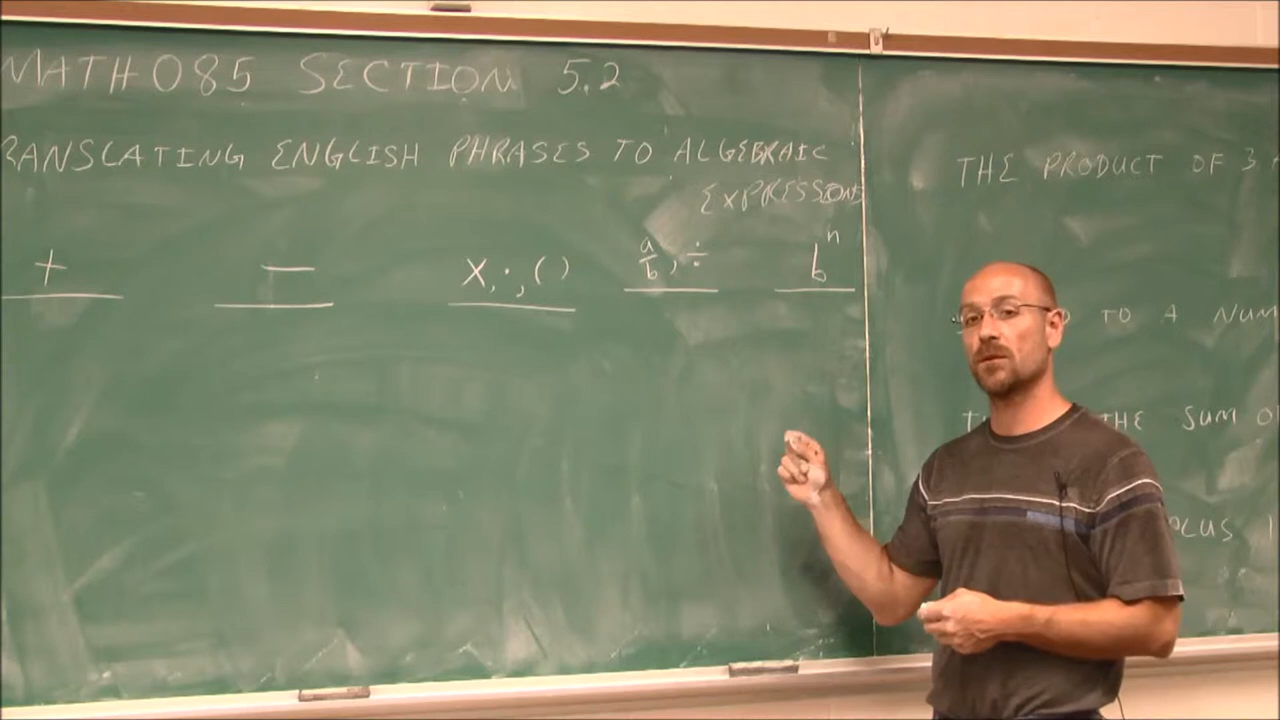 MATH 085 SECTION 5.2
RANSLATING ENGLISH PHRASES TO ALGEBRAIC
EXPRESSIONS
+ — X, ·, ( ) a/b, ÷ bⁿ
THE PRODUCT OF 3
TO A NUM
THE SUM O